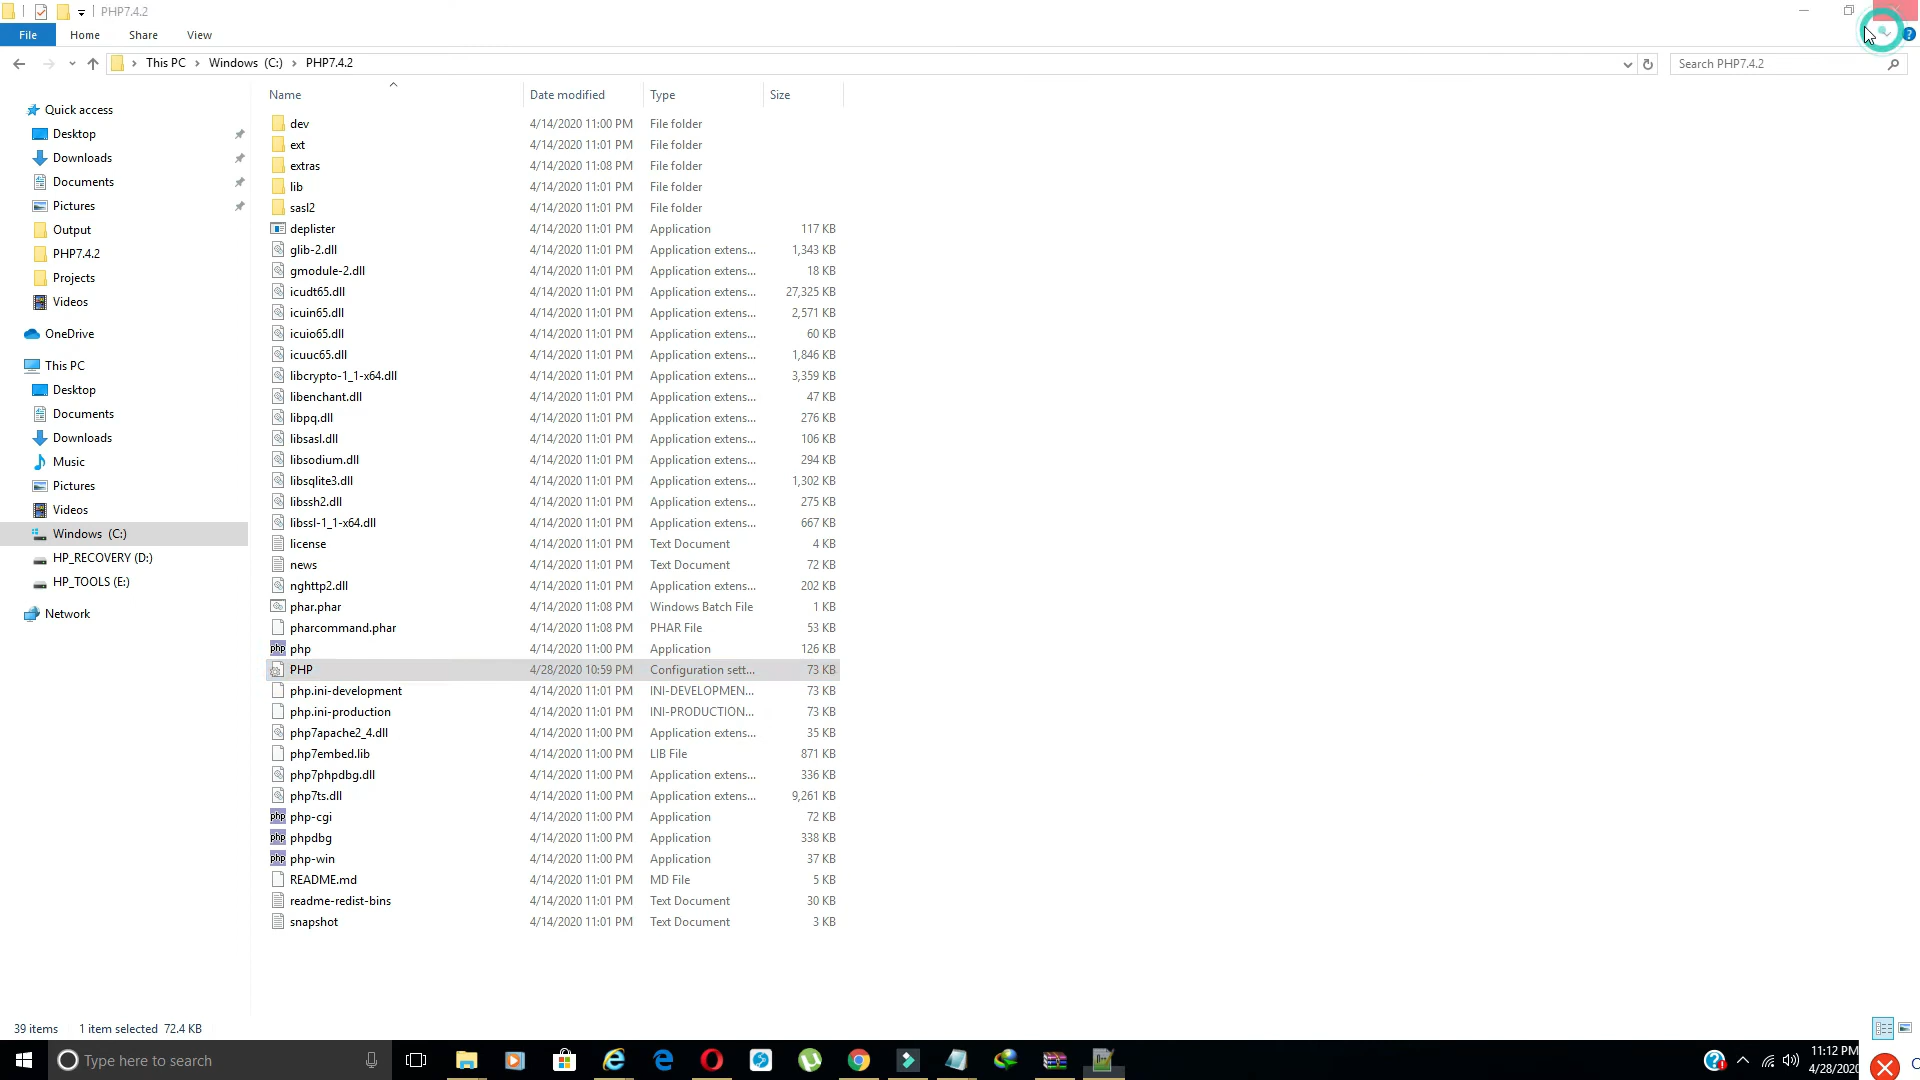 PHP7.4.2
File Home Share View
This PC Windows (C:) PHP7.4.2 Search PHP7.4.2
Name Date modified Type Size
Quick access
Desktop
Downloads
Documents
Pictures
Output
PHP7.4.2
Projects
Videos
OneDrive
This PC
Desktop
Documents
Downloads
Music
Pictures
Videos
Windows (C:)
HP_RECOVERY (D:)
HP_TOOLS (E:)
Network
dev 4/14/2020 11:00 PM File folder
ext 4/14/2020 11:01 PM File folder
extras 4/14/2020 11:08 PM File folder
lib 4/14/2020 11:01 PM File folder
sasl2 4/14/2020 11:01 PM File folder
deplister 4/14/2020 11:01 PM Application 117 KB
glib-2.dll 4/14/2020 11:01 PM Application extens... 1,343 KB
gmodule-2.dll 4/14/2020 11:01 PM Application extens... 18 KB
icudt65.dll 4/14/2020 11:01 PM Application extens... 27,325 KB
icuin65.dll 4/14/2020 11:01 PM Application extens... 2,571 KB
icuio65.dll 4/14/2020 11:01 PM Application extens... 60 KB
icuuc65.dll 4/14/2020 11:01 PM Application extens... 1,846 KB
libcrypto-1_1-x64.dll 4/14/2020 11:01 PM Application extens... 3,359 KB
libenchant.dll 4/14/2020 11:01 PM Application extens... 47 KB
libpq.dll 4/14/2020 11:01 PM Application extens... 276 KB
libsasl.dll 4/14/2020 11:01 PM Application extens... 106 KB
libsodium.dll 4/14/2020 11:01 PM Application extens... 294 KB
libsqlite3.dll 4/14/2020 11:01 PM Application extens... 1,302 KB
libssh2.dll 4/14/2020 11:01 PM Application extens... 275 KB
libssl-1_1-x64.dll 4/14/2020 11:01 PM Application extens... 667 KB
license 4/14/2020 11:01 PM Text Document 4 KB
news 4/14/2020 11:01 PM Text Document 72 KB
nghttp2.dll 4/14/2020 11:01 PM Application extens... 202 KB
phar.phar 4/14/2020 11:08 PM Windows Batch File 1 KB
pharcommand.phar 4/14/2020 11:08 PM PHAR File 53 KB
php php 4/14/2020 11:00 PM Application 126 KB
PHP 4/28/2020 10:59 PM Configuration sett... 73 KB
php.ini-development 4/14/2020 11:01 PM INI-DEVELOPMEN... 73 KB
php.ini-production 4/14/2020 11:01 PM INI-PRODUCTION... 73 KB
php7apache2_4.dll 4/14/2020 11:00 PM Application extens... 35 KB
php7embed.lib 4/14/2020 11:00 PM LIB File 871 KB
php7phpdbg.dll 4/14/2020 11:00 PM Application extens... 336 KB
php7ts.dll 4/14/2020 11:00 PM Application extens... 9,261 KB
php php-cgi 4/14/2020 11:00 PM Application 72 KB
php phpdbg 4/14/2020 11:00 PM Application 338 KB
php php-win 4/14/2020 11:00 PM Application 37 KB
README.md 4/14/2020 11:01 PM MD File 5 KB
readme-redist-bins 4/14/2020 11:01 PM Text Document 30 KB
snapshot 4/14/2020 11:01 PM Text Document 3 KB
39 items 1 item selected 72.4 KB
Type here to search
11:12 PM
4/28/2020